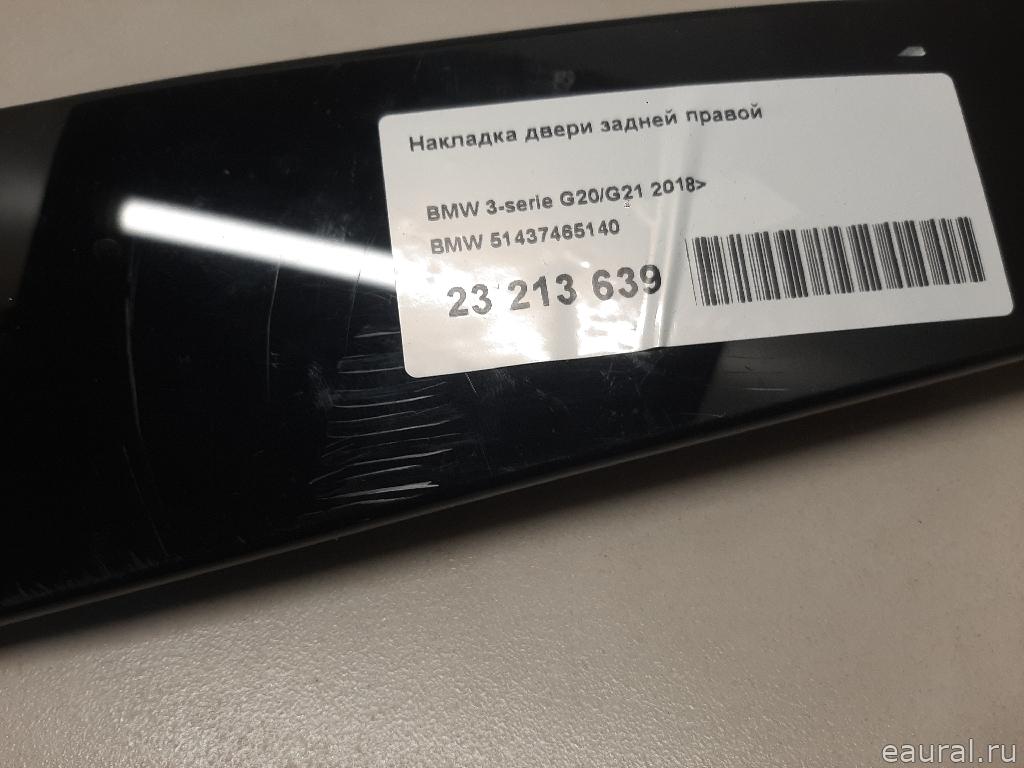 Накладка двери задней правой
BMW 3-serie G20/G21 2018>
BMW 51437465140
23 213 639
eaural.ru